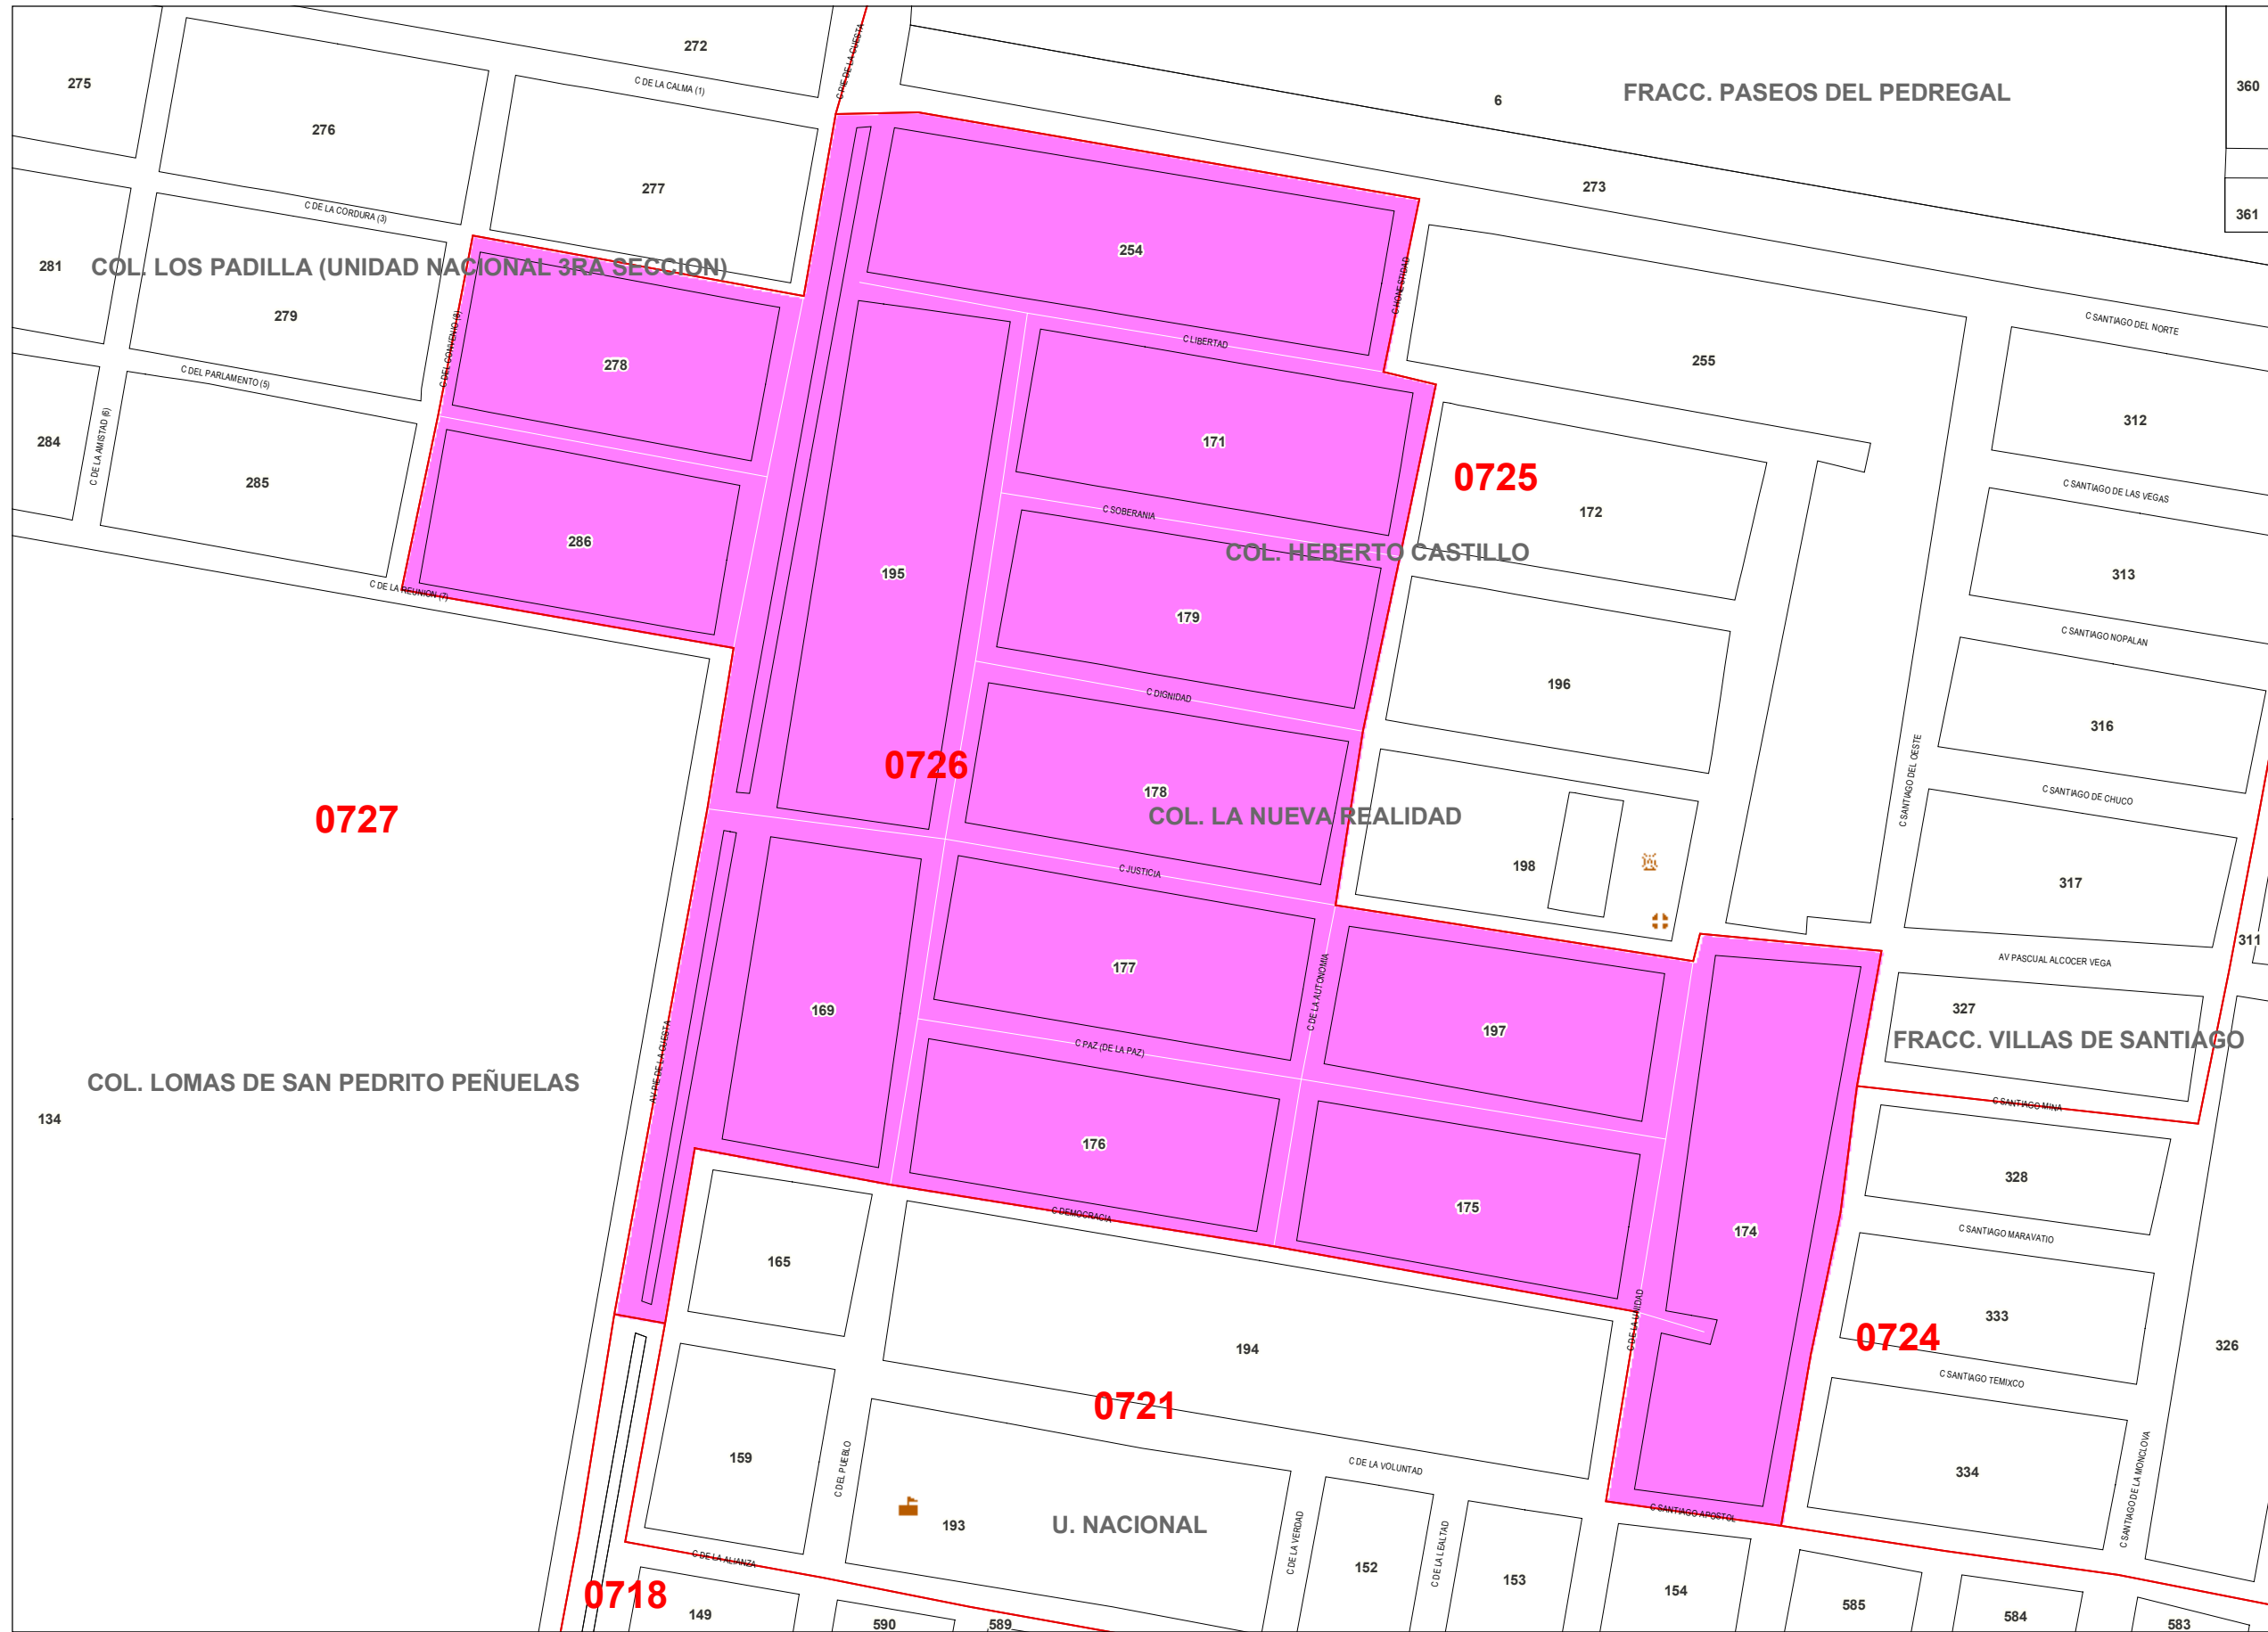 272
275
C DE LA CALMA (1)
C PIE DE LA CUESTA
360
FRACC. PASEOS DEL PEDREGAL
6
276
277
273
C DE LA CORDURA (3)
361
254
281
COL. LOS PADILLA (UNIDAD NACIONAL 3RA SECCION)
C HONESTIDAD
279
C DEL CONVENIO (8)
C SANTIAGO DEL NORTE
C LIBERTAD
255
278
C DEL PARLAMENTO (5)
312
284
C DE LA AMISTAD (6)
171
0725
285
C SANTIAGO DE LAS VEGAS
C SOBERANIA
172
286
COL. HEBERTO CASTILLO
195
313
C DE LA REUNION (7)
179
C SANTIAGO NOPALAN
196
C DIGNIDAD
316
0726
C SANTIAGO DEL OESTE
178
C SANTIAGO DE CHUCO
0727
COL. LA NUEVA REALIDAD
C JUSTICIA
198
317
311
AV PASCUAL ALCOCER VEGA
177
C DE LA AUTONOMIA
169
327
197
FRACC. VILLAS DE SANTIAGO
C PAZ (DE LA PAZ)
AV PIE DE LA CUESTA
COL. LOMAS DE SAN PEDRITO PEÑUELAS
C SANTIAGO MINA
134
176
328
175
C DEMOCRACIA
174
C SANTIAGO MARAVATIO
165
333
C DE LA UNIDAD
0724
194
326
C SANTIAGO TEMIXCO
0721
159
C DEL PUEBLO
C DE LA VOLUNTAD
334
C SANTIAGO DE LA MONCLOVA
C SANTIAGO APOSTOL
193
U. NACIONAL
C DE LA VERDAD
C DE LA LEALTAD
C DE LA ALIANZA
152
153
154
0718
585
149
584
590
589
583